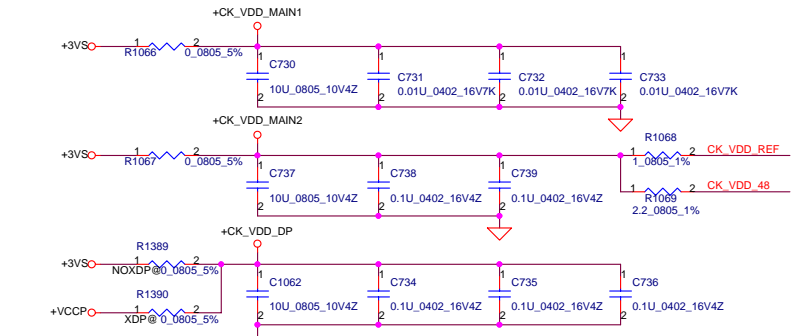 +CK_VDD_MAIN1
+3VS 1 2
R1066 0_0805_5%
1 1 1 1
C730 C731 C732 C733
10U_0805_10V4Z 0.01U_0402_16V7K 0.01U_0402_16V7K 0.01U_0402_16V7K
2 2 2 2
+CK_VDD_MAIN2
R1068
+3VS 1 2 1 2 CK_VDD_REF
R1067 0_0805_5% 1_0805_1%
1 1 1
C737 C738 C739 1 2 CK_VDD_48
10U_0805_10V4Z 0.1U_0402_16V4Z 0.1U_0402_16V4Z R1069
2 2 2 2.2_0805_1%
+CK_VDD_DP
R1389
+3VS 1 2
NOXDP@0_0805_5%
1 1 1 1
R1390 C1062 C734 C735 C736
10U_0805_10V4Z 0.1U_0402_16V4Z 0.1U_0402_16V4Z 0.1U_0402_16V4Z
+VCCP 1 2
XDP@ 0_0805_5% 2 2 2 2